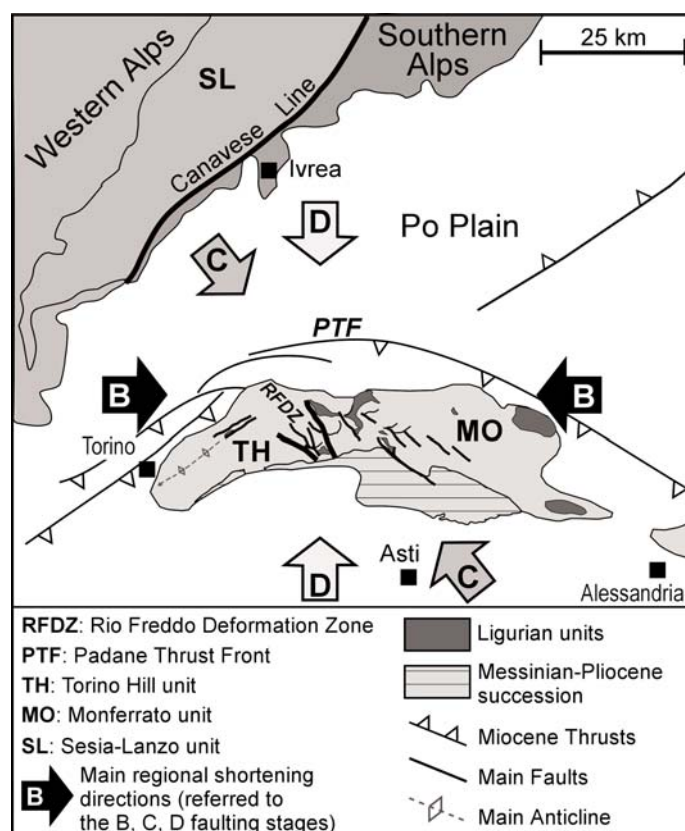 Southern
Alps
25 km
Western Alps
SL
Canavese Line
Ivrea
D
Po Plain
C
PTF
B
B
RFDZ
MO
TH
Torino
D
Asti
C
Alessandria
RFDZ: Rio Freddo Deformation Zone
PTF: Padane Thrust Front
TH: Torino Hill unit
MO: Monferrato unit
SL: Sesia-Lanzo unit
B
Main regional shortening
directions (referred to
the B, C, D faulting stages)
Ligurian units
Messinian-Pliocene
succession
Miocene Thrusts
Main Faults
Main Anticline